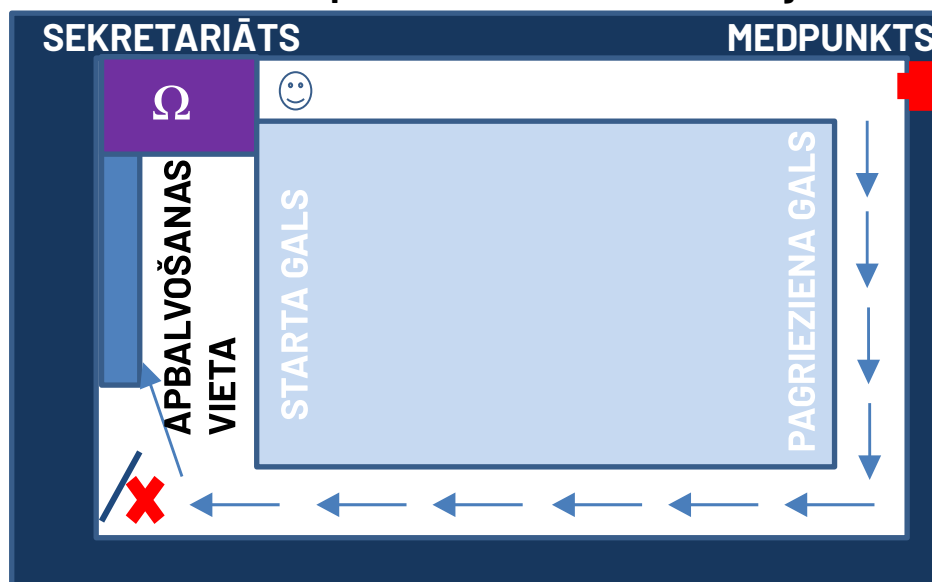 SEKRETARIĀTS
MEDPUNKTS
Ω
APBALVOŠANAS
VIETA
STARTA GALS
PAGRIEZIENA GALS